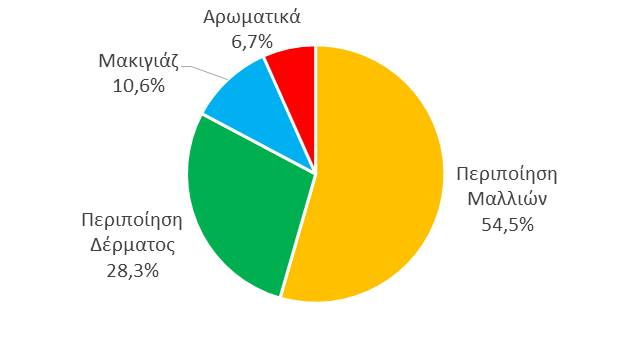 Αρωματικά
6,7%
Μακιγιάζ
10,6%
Περιποίηση
Μαλλιών
54,5%
Περιποίηση
Δέρματος
28,3%